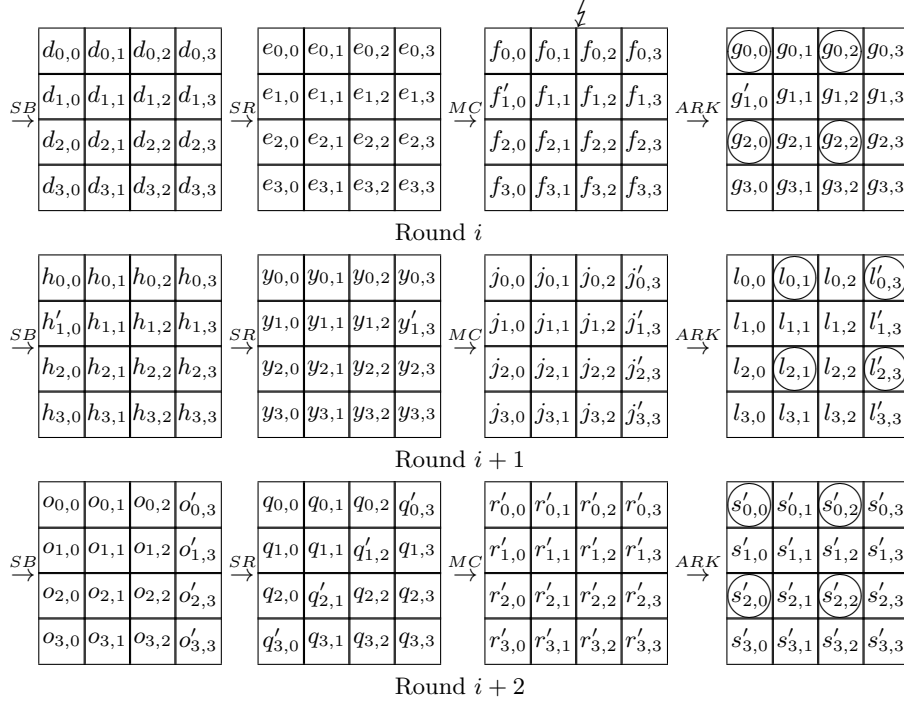 d0,0 d0,1 d0,2 d0,3 e0,0 e0,1 e0,2 e0,3 f0,0 f0,1 f0,2 f0,3 g0,0 g0,1 g0,2 g0,3
d1,0 d1,1 d1,2 d1,3 e1,0 e1,1 e1,2 e1,3 f′1,0 f1,1 f1,2 f1,3 g′1,0 g1,1 g1,2 g1,3
SB → SR → MC → ARK →
d2,0 d2,1 d2,2 d2,3 e2,0 e2,1 e2,2 e2,3 f2,0 f2,1 f2,2 f2,3 g2,0 g2,1 g2,2 g2,3
d3,0 d3,1 d3,2 d3,3 e3,0 e3,1 e3,2 e3,3 f3,0 f3,1 f3,2 f3,3 g3,0 g3,1 g3,2 g3,3
Round i
h0,0 h0,1 h0,2 h0,3 y0,0 y0,1 y0,2 y0,3 j0,0 j0,1 j0,2 j′0,3 l0,0 l0,1 l0,2 l′0,3
h′1,0 h1,1 h1,2 h1,3 y1,0 y1,1 y1,2 y′1,3 j1,0 j1,1 j1,2 j′1,3 l1,0 l1,1 l1,2 l′1,3
SB → SR → MC → ARK →
h2,0 h2,1 h2,2 h2,3 y2,0 y2,1 y2,2 y2,3 j2,0 j2,1 j2,2 j′2,3 l2,0 l2,1 l2,2 l′2,3
h3,0 h3,1 h3,2 h3,3 y3,0 y3,1 y3,2 y3,3 j3,0 j3,1 j3,2 j′3,3 l3,0 l3,1 l3,2 l′3,3
Round i + 1
o0,0 o0,1 o0,2 o′0,3 q0,0 q0,1 q0,2 q′0,3 r′0,0 r′0,1 r′0,2 r′0,3 s′0,0 s′0,1 s′0,2 s′0,3
o1,0 o1,1 o1,2 o′1,3 q1,0 q1,1 q′1,2 q1,3 r′1,0 r′1,1 r′1,2 r′1,3 s′1,0 s′1,1 s′1,2 s′1,3
SB → SR → MC → ARK →
o2,0 o2,1 o2,2 o′2,3 q2,0 q′2,1 q2,2 q2,3 r′2,0 r′2,1 r′2,2 r′2,3 s′2,0 s′2,1 s′2,2 s′2,3
o3,0 o3,1 o3,2 o′3,3 q′3,0 q3,1 q3,2 q3,3 r′3,0 r′3,1 r′3,2 r′3,3 s′3,0 s′3,1 s′3,2 s′3,3
Round i + 2